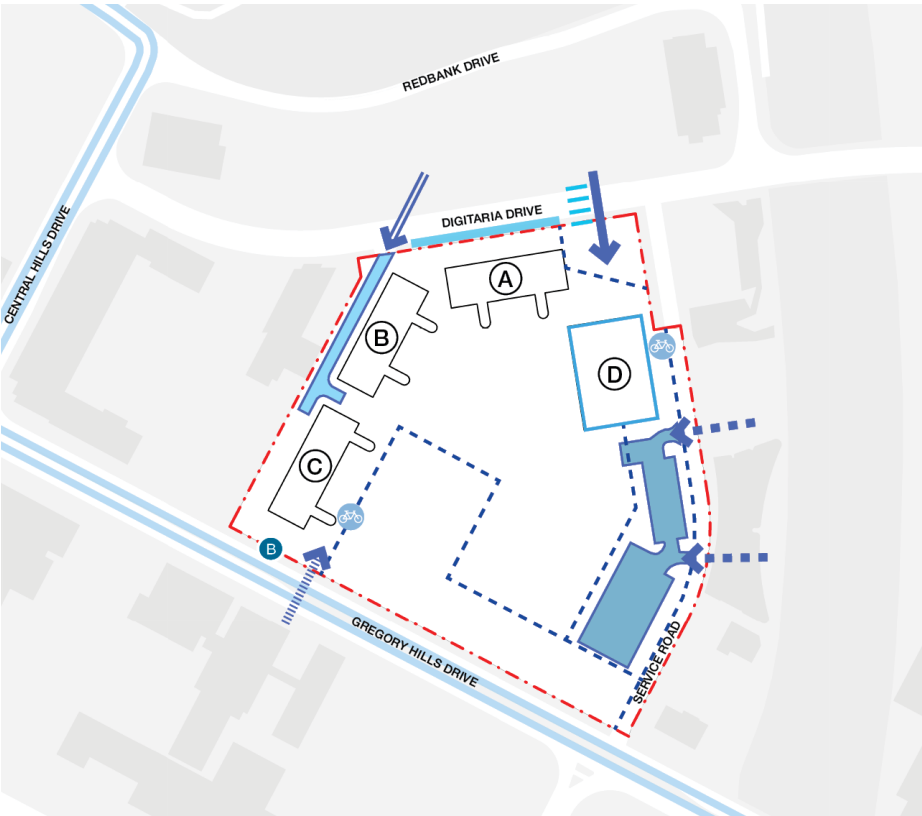 REDBANK DRIVE
DIGITARIA DRIVE
CENTRAL HILLS DRIVE
A
B
D
C
B
GREGORY HILLS DRIVE
SERVICE ROAD